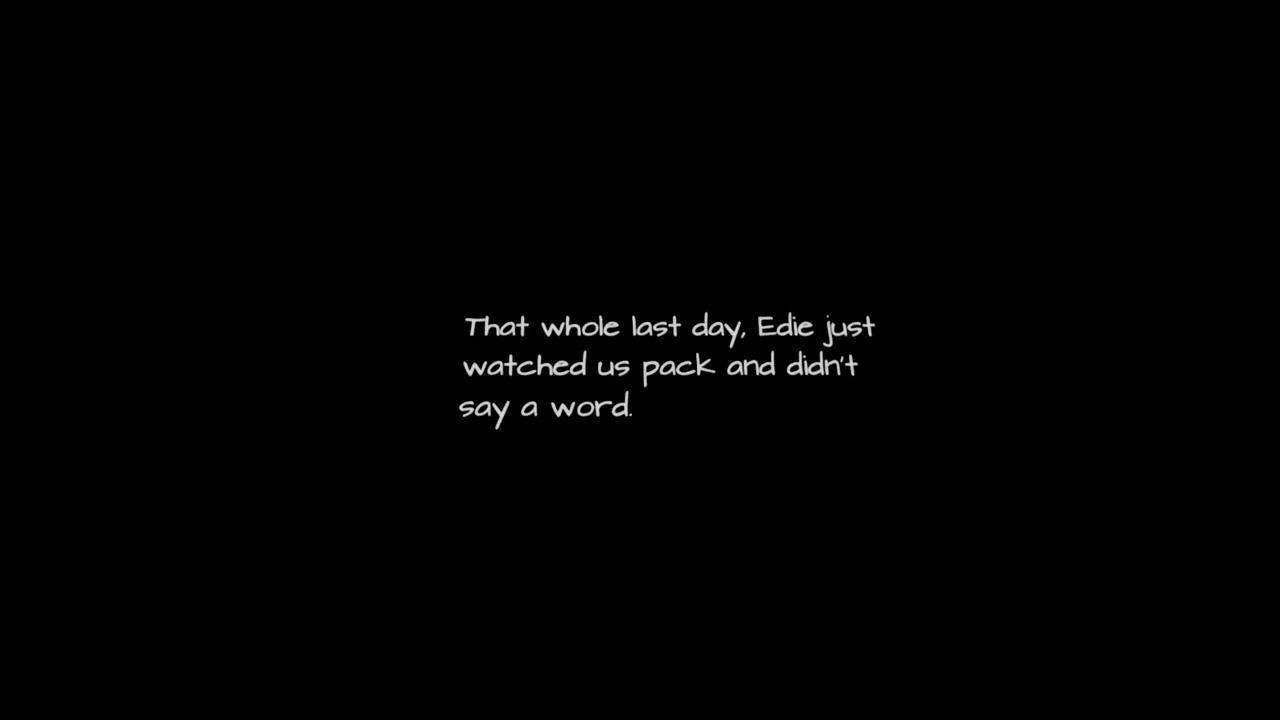 That whole last day, Edie just
watched us pack and didn't
say a word.